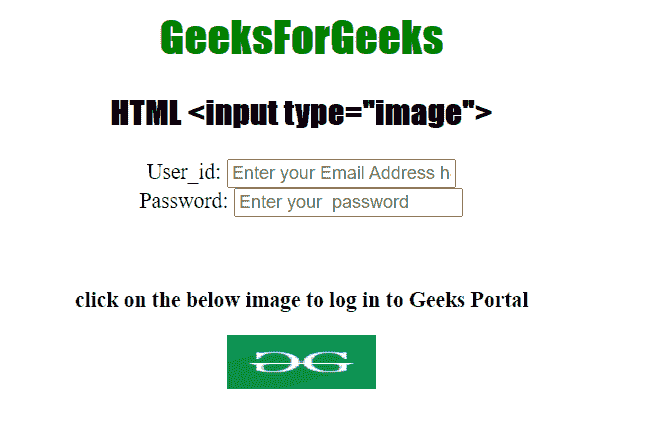 GeeksForGeeks
HTML <input type="image">
User_id: Enter your Email Address h
Password: Enter your  password
click on the below image to log in to Geeks Portal
GG